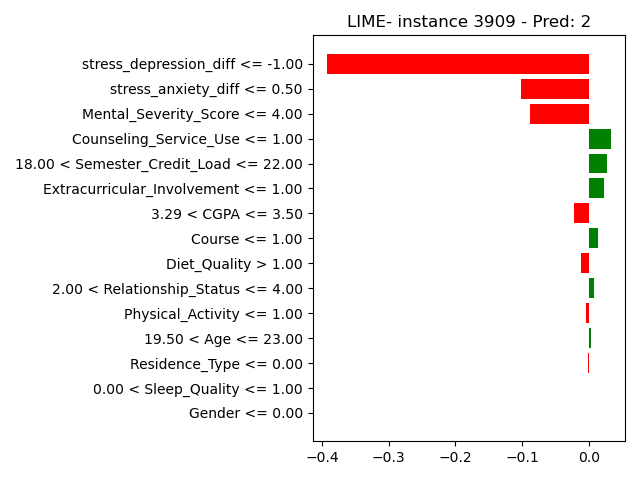 LIME- instance 3909 - Pred: 2
stress_depression_diff <= -1.00
stress_anxiety_diff <= 0.50
Mental_Severity_Score <= 4.00
Counseling_Service_Use <= 1.00
18.00 < Semester_Credit_Load <= 22.00
Extracurricular_Involvement <= 1.00
3.29 < CGPA <= 3.50
Course <= 1.00
Diet_Quality > 1.00
2.00 < Relationship_Status <= 4.00
Physical_Activity <= 1.00
19.50 < Age <= 23.00
Residence_Type <= 0.00
0.00 < Sleep_Quality <= 1.00
Gender <= 0.00
−0.4 −0.3 −0.2 −0.1 0.0